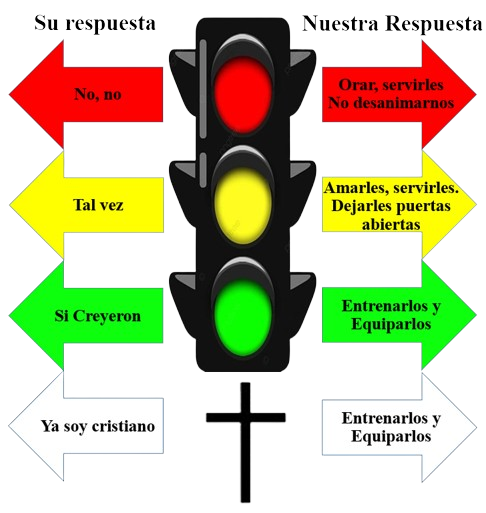 Su respuesta
Nuestra Respuesta
No, no
Orar, servirles
No desanimarnos
Tal vez
Amarles, servirles.
Dejarles puertas
abiertas
Si Creyeron
Entrenarlos y
Equiparlos
Ya soy cristiano
Entrenarlos y
Equiparlos